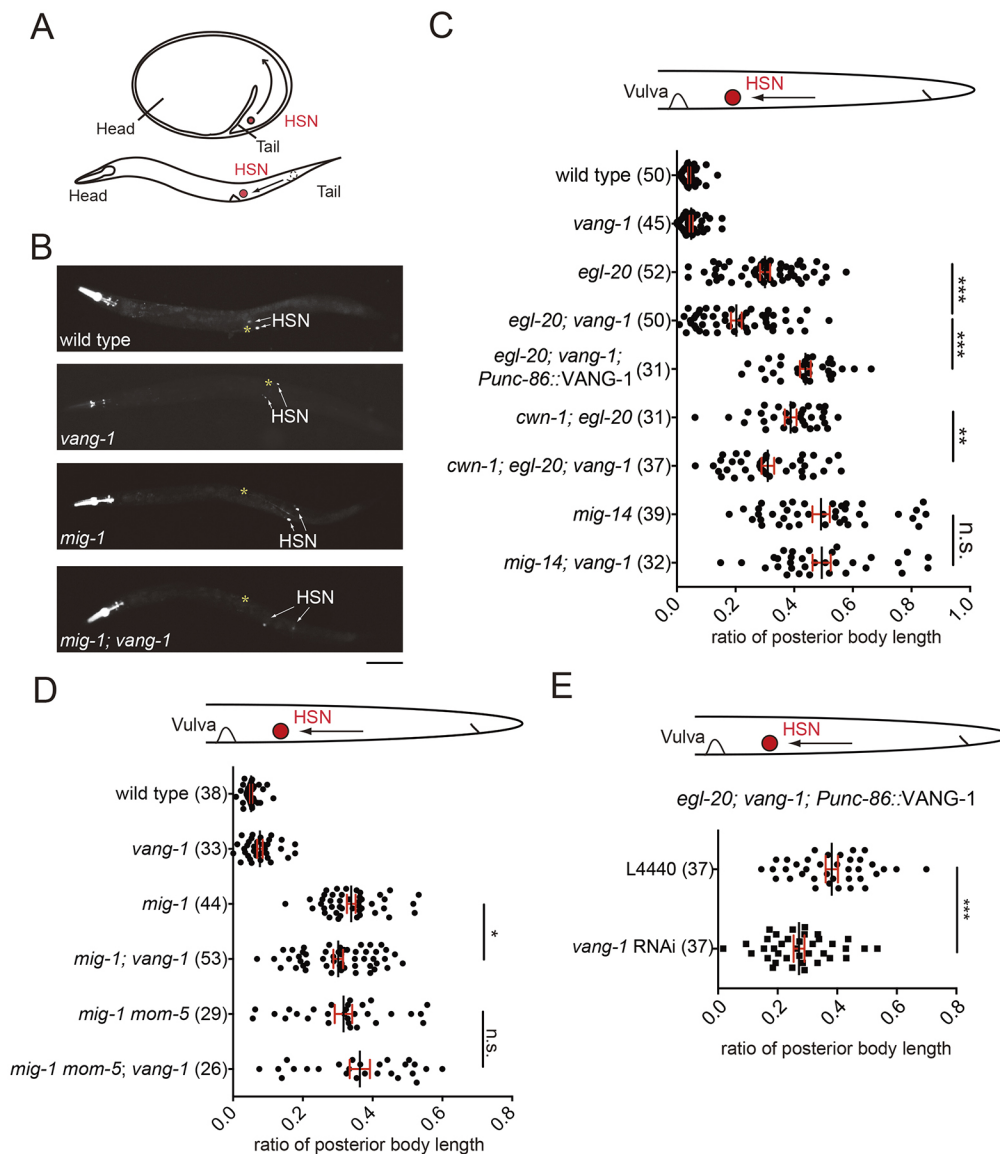 A
Head
HSN
Tail
HSN
Head
Tail
B
HSN
*
wild type
*
HSN
vang-1
*
HSN
mig-1
HSN
*
mig-1; vang-1
C
HSN
Vulva
wild type (50)
vang-1 (45)
egl-20 (52)
egl-20; vang-1 (50)
egl-20; vang-1;
Punc-86::VANG-1 (31)
cwn-1; egl-20 (31)
cwn-1; egl-20; vang-1 (37)
mig-14 (39)
mig-14; vang-1 (32)
***
***
**
n.s.
0.0 0.2 0.4 0.6 0.8 1.0
ratio of posterior body length
D
HSN
Vulva
wild type (38)
vang-1 (33)
mig-1 (44)
mig-1; vang-1 (53)
mig-1 mom-5 (29)
mig-1 mom-5; vang-1 (26)
*
n.s.
0.0 0.2 0.4 0.6 0.8
ratio of posterior body length
E
HSN
Vulva
egl-20; vang-1; Punc-86::VANG-1
L4440 (37)
vang-1 RNAi (37)
***
0.0 0.2 0.4 0.6 0.8
ratio of posterior body length